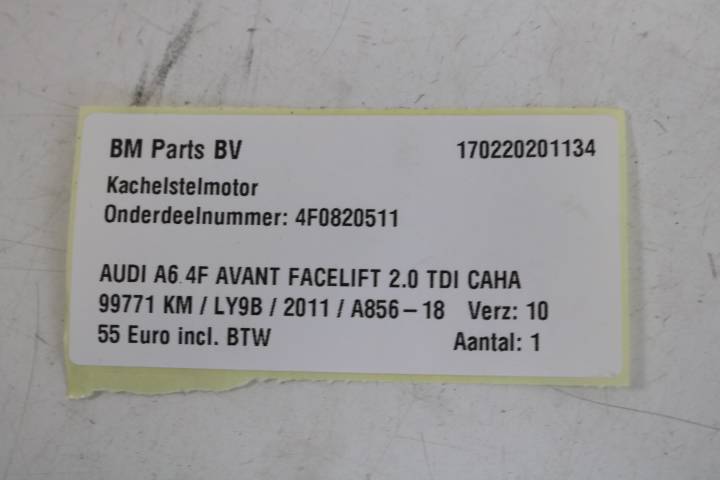 BM Parts BV 170220201134
Kachelstelmotor
Onderdeelnummer: 4F0820511
AUDI A6 4F AVANT FACELIFT 2.0 TDI CAHA
99771 KM / LY9B / 2011 / A856-18 Verz: 10
55 Euro incl. BTW Aantal: 1